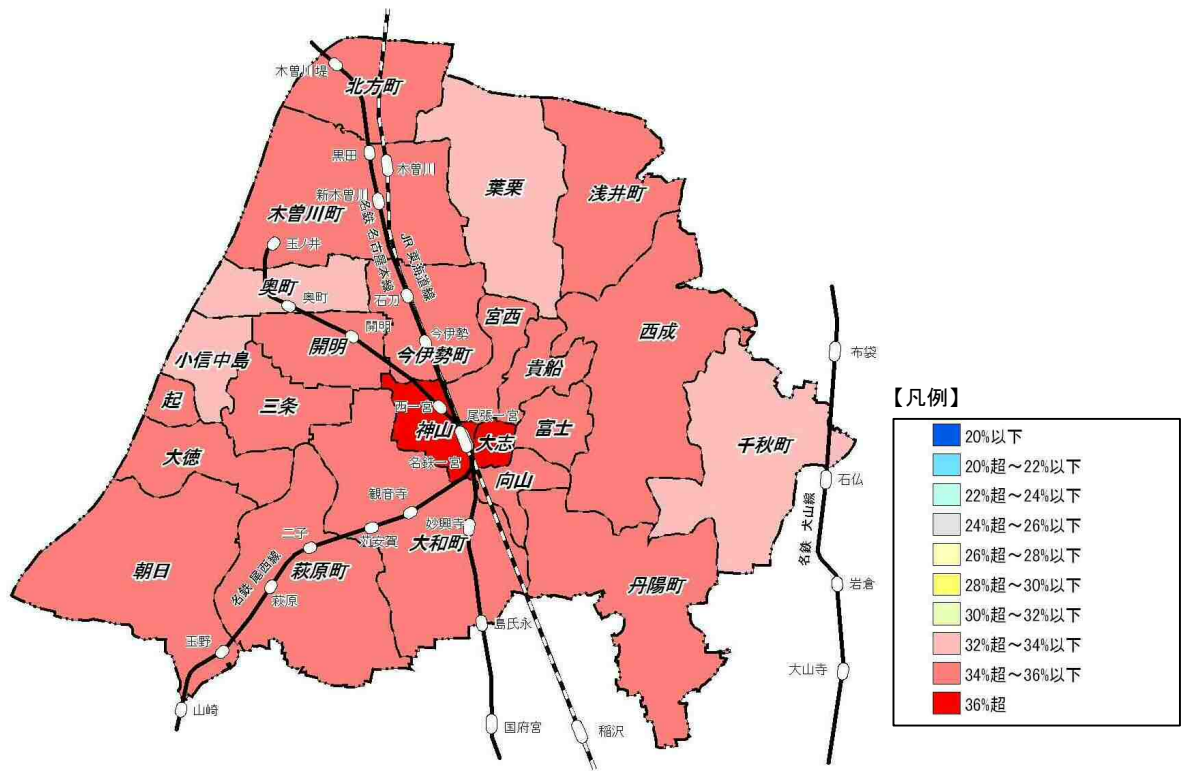 木曽川堤
北方町
黒田
木曽川
葉栗
浅井町
新木曽川
木曽川町
名鉄 名古屋本線
JR 東海道線
玉ノ井
奥町
奥町
石刀
宮西
西成
開明
開明
今伊勢
今伊勢町
小信中島
貴船
布袋
起
三条
西一宮
尾張一宮
神山
大志
富士
千秋町
大徳
名鉄一宮
向山
石仏
観音寺
妙興寺
名鉄 犬山線
二子
苅安賀
大和町
朝日
名鉄 尾西線
萩原町
萩原
丹陽町
岩倉
島氏永
玉野
大山寺
山崎
国府宮
稲沢
【凡例】
20%以下
20%超～22%以下
22%超～24%以下
24%超～26%以下
26%超～28%以下
28%超～30%以下
30%超～32%以下
32%超～34%以下
34%超～36%以下
36%超